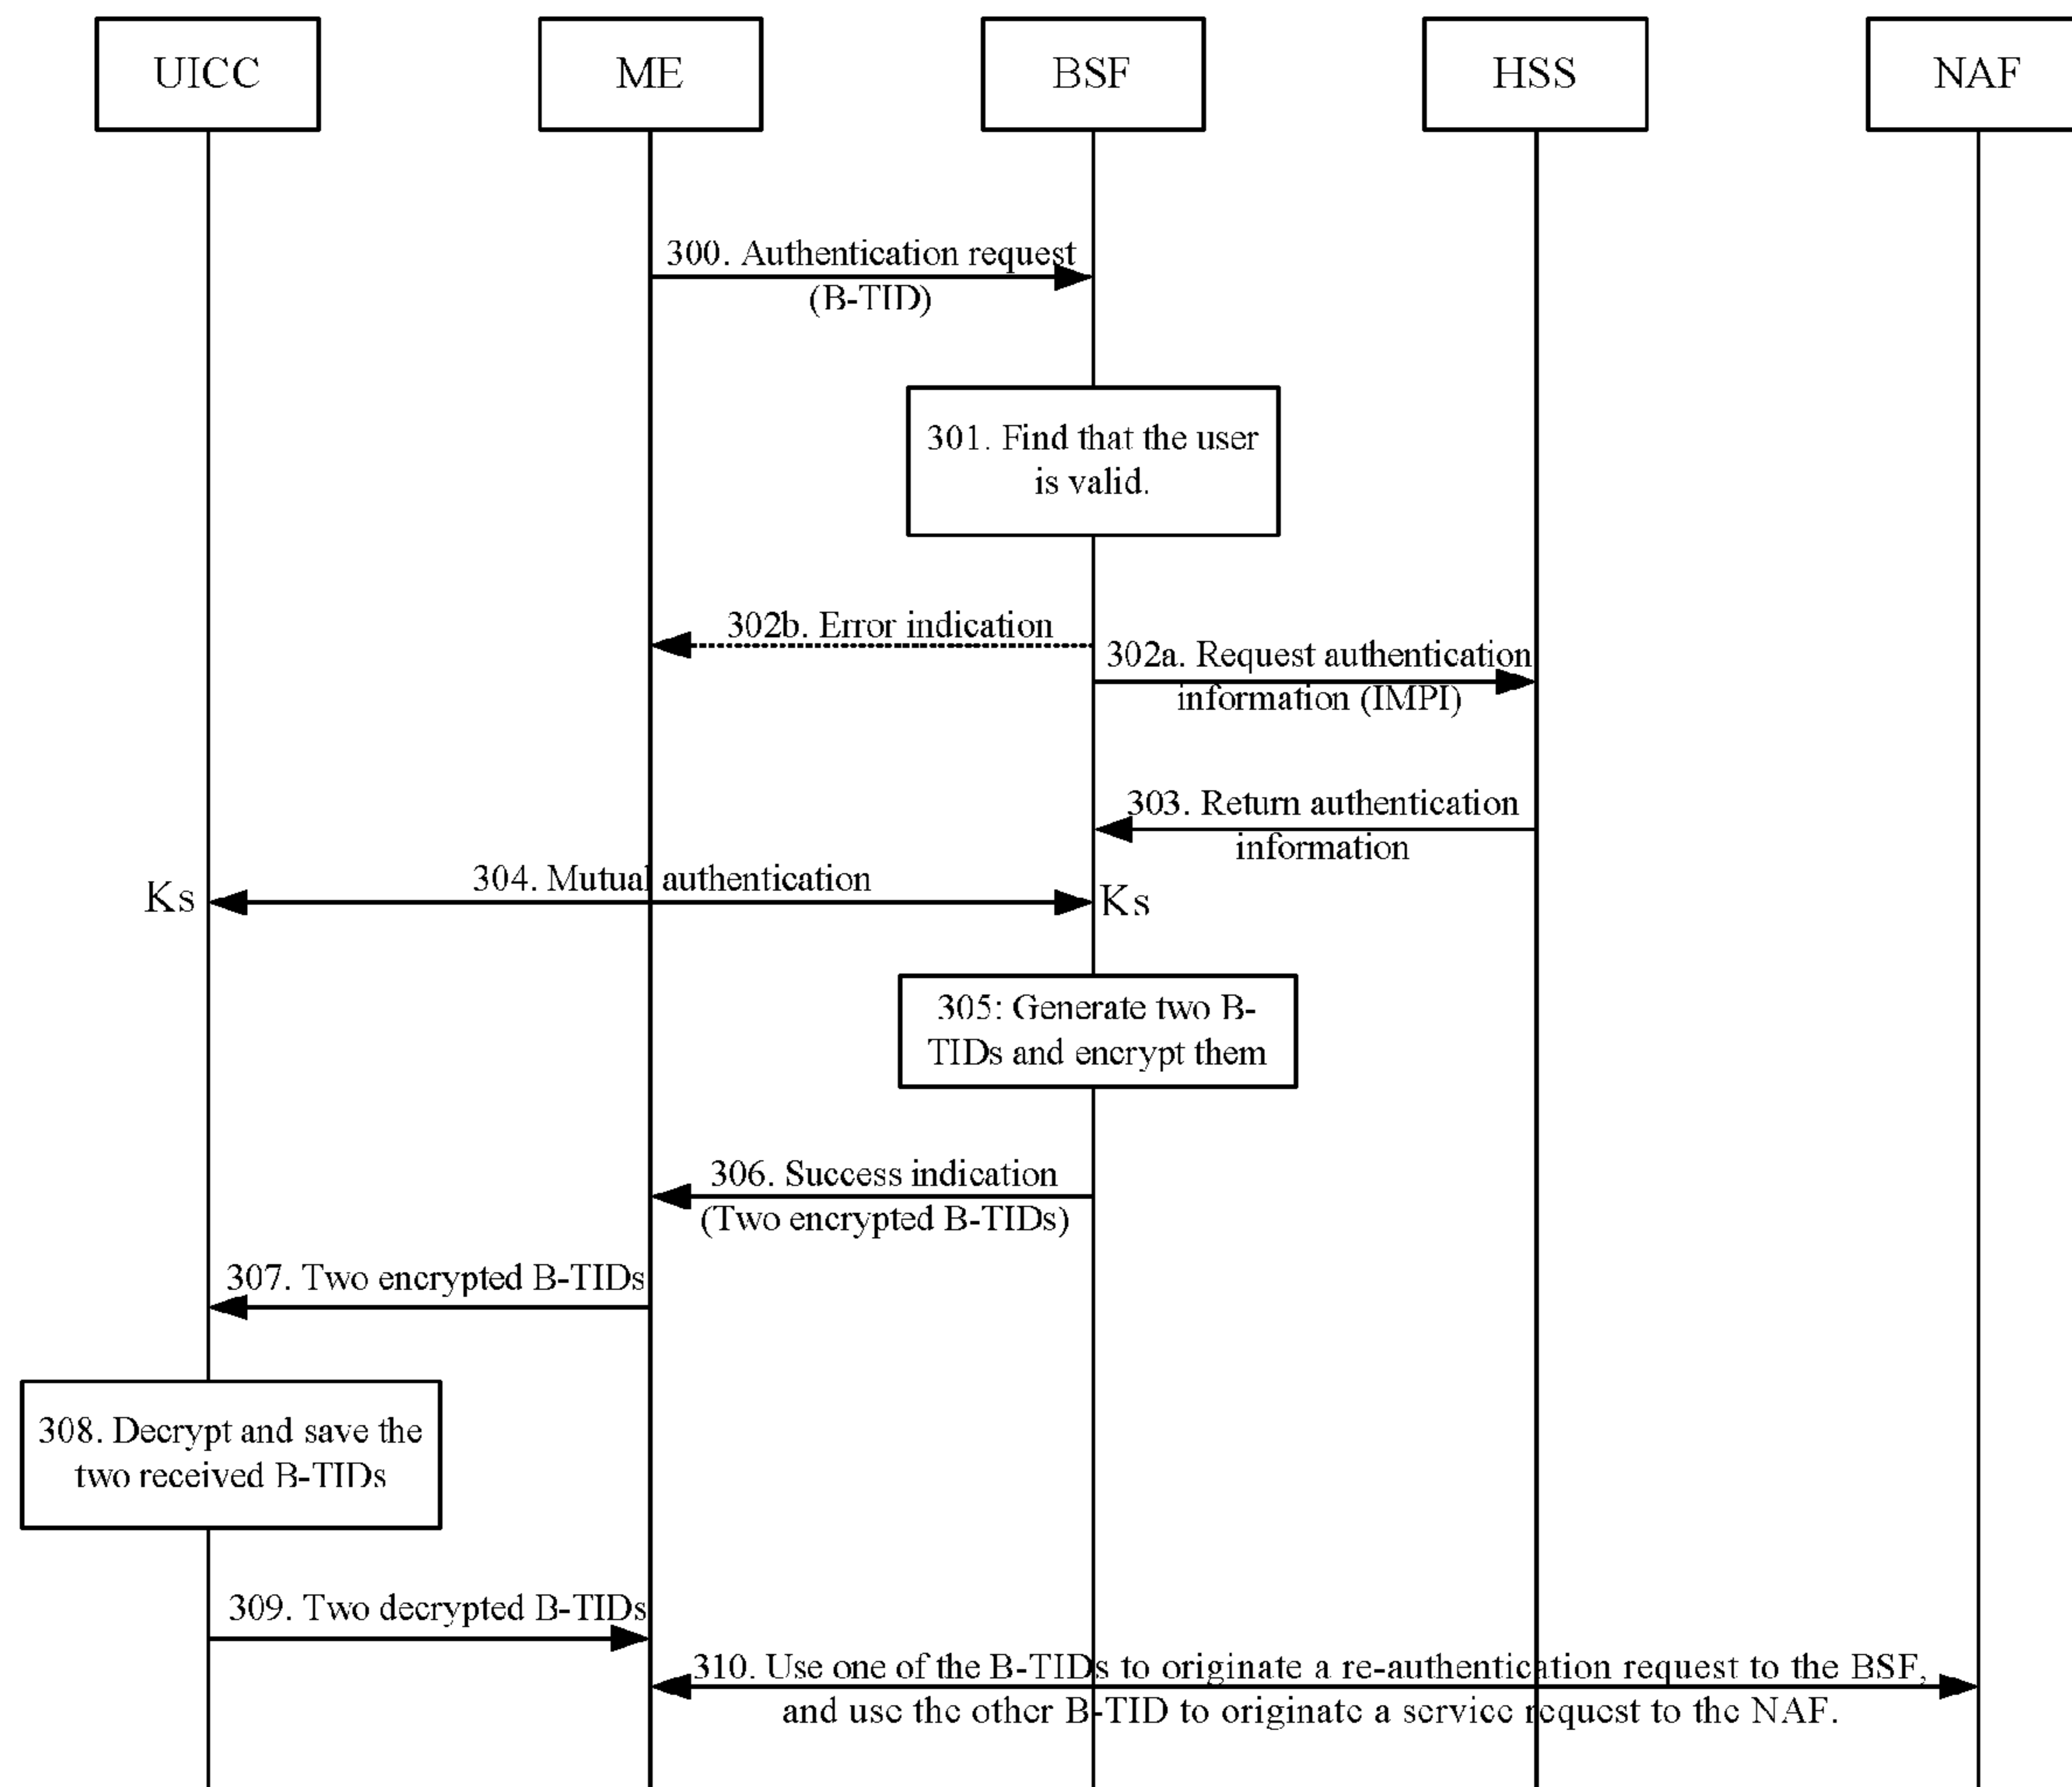 UICC
ME
BSF
HSS
NAF
300. Authentication request
(B-TID)
301. Find that the user
is valid.
302b. Error indication
302a. Request authentication
information (IMPI)
303. Return authentication
information
304. Mutual authentication
Ks
Ks
305: Generate two B-
TIDs and encrypt them
306. Success indication
(Two encrypted B-TIDs)
307. Two encrypted B-TIDs
308. Decrypt and save the
two received B-TIDs
309. Two decrypted B-TIDs
310. Use one of the B-TIDs to originate a re-authentication request to the BSF,
and use the other B-TID to originate a service request to the NAF.